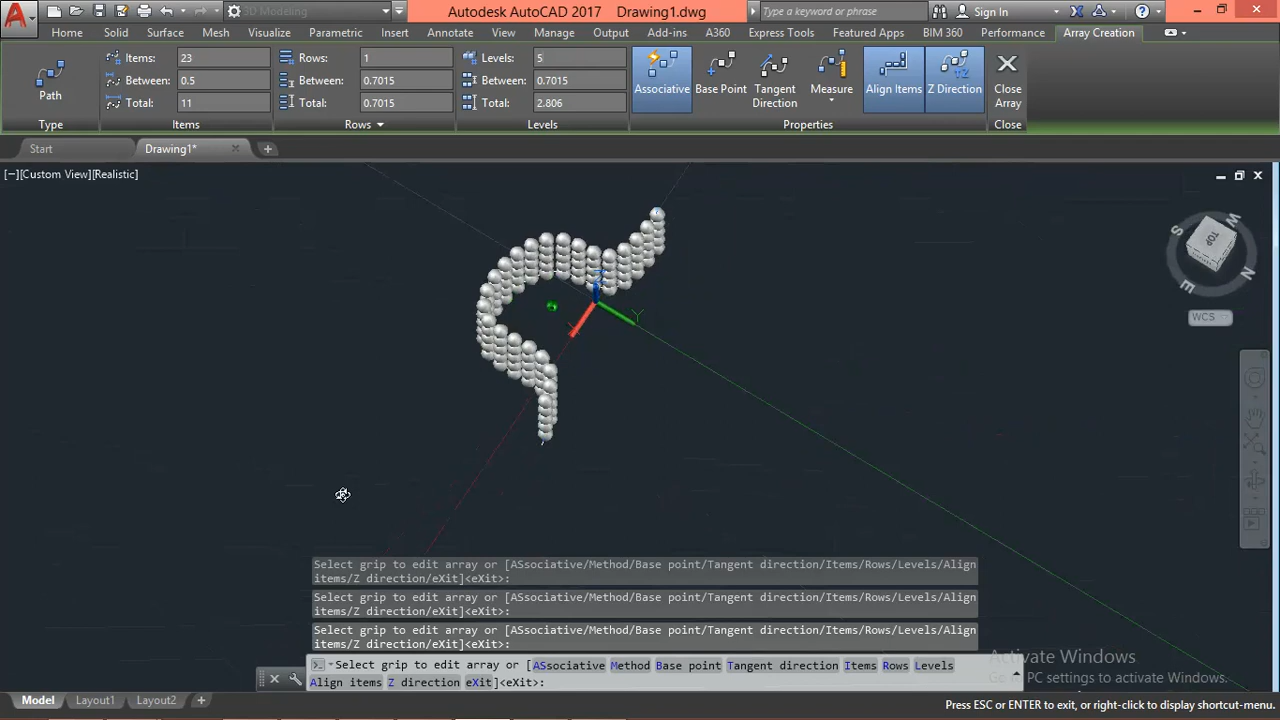 3D Modeling
Autodesk AutoCAD 2017 Drawing1.dwg
Type a keyword or phrase
Sign In
Home Solid Surface Mesh Visualize Parametric Insert Annotate View Manage Output Add-ins A360 Express Tools Featured Apps BIM 360 Performance Array Creation
Path
Type
Items: 23
Between: 0.5
Total: 11
Items
Rows: 1
Between: 0.7015
Total: 0.7015
Rows
Levels: 5
Between: 0.7015
Total: 2.806
Levels
Associative
Base Point
Tangent
Direction
Measure
Align Items
Z Direction
Properties
Close
Array
Close
Start Drawing1*
[−][Custom View][Realistic]
TOP
S W N E
WCS
Z
Y
X
Select grip to edit array or [ASsociative/Method/Base point/Tangent direction/Items/Rows/Levels/Align
items/Z direction/eXit]<eXit>:
Select grip to edit array or [ASsociative/Method/Base point/Tangent direction/Items/Rows/Levels/Align
items/Z direction/eXit]<eXit>:
Select grip to edit array or [ASsociative/Method/Base point/Tangent direction/Items/Rows/Levels/Align
items/Z direction/eXit]<eXit>:
Select grip to edit array or [ASsociative Method Base point Tangent direction Items Rows Levels
Align items Z direction eXit]<eXit>:
Activate Windows
Go to PC settings to activate Windows.
Model Layout1 Layout2
Press ESC or ENTER to exit, or right-click to display shortcut-menu.